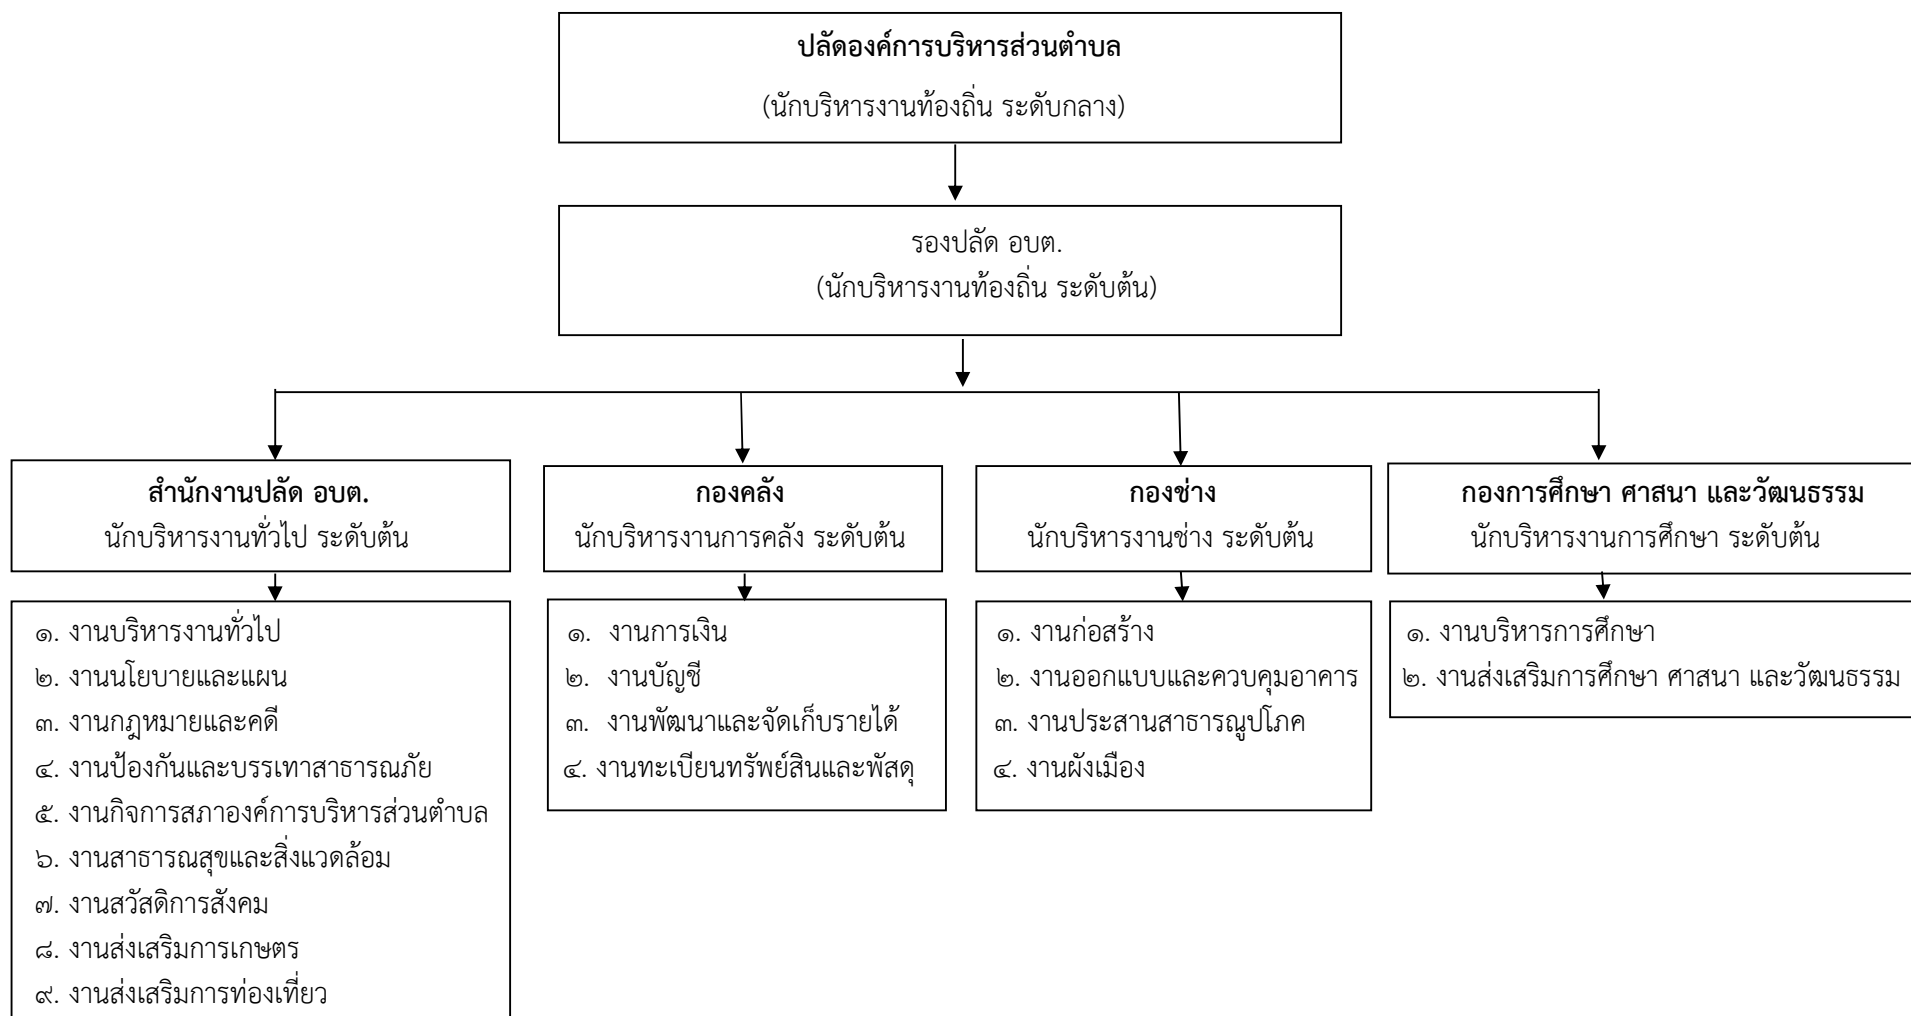 ปลัดองค์การบริหารส่วนตำบล
(นักบริหารงานท้องถิ่น ระดับกลาง)
รองปลัด อบต.
(นักบริหารงานท้องถิ่น ระดับต้น)
สำนักงานปลัด อบต.
นักบริหารงานทั่วไป ระดับต้น
กองคลัง
นักบริหารงานการคลัง ระดับต้น
กองช่าง
นักบริหารงานช่าง ระดับต้น
กองการศึกษา ศาสนา และวัฒนธรรม
นักบริหารงานการศึกษา ระดับต้น
๑. งานบริหารงานทั่วไป
๒. งานนโยบายและแผน
๓. งานกฎหมายและคดี
๔. งานป้องกันและบรรเทาสาธารณภัย
๕. งานกิจการสภาองค์การบริหารส่วนตำบล
๖. งานสาธารณสุขและสิ่งแวดล้อม
๗. งานสวัสดิการสังคม
๘. งานส่งเสริมการเกษตร
๙. งานส่งเสริมการท่องเที่ยว
๑. งานการเงิน
๒. งานบัญชี
๓. งานพัฒนาและจัดเก็บรายได้
๔. งานทะเบียนทรัพย์สินและพัสดุ
๑. งานก่อสร้าง
๒. งานออกแบบและควบคุมอาคาร
๓. งานประสานสาธารณูปโภค
๔. งานผังเมือง
๑. งานบริหารการศึกษา
๒. งานส่งเสริมการศึกษา ศาสนา และวัฒนธรรม